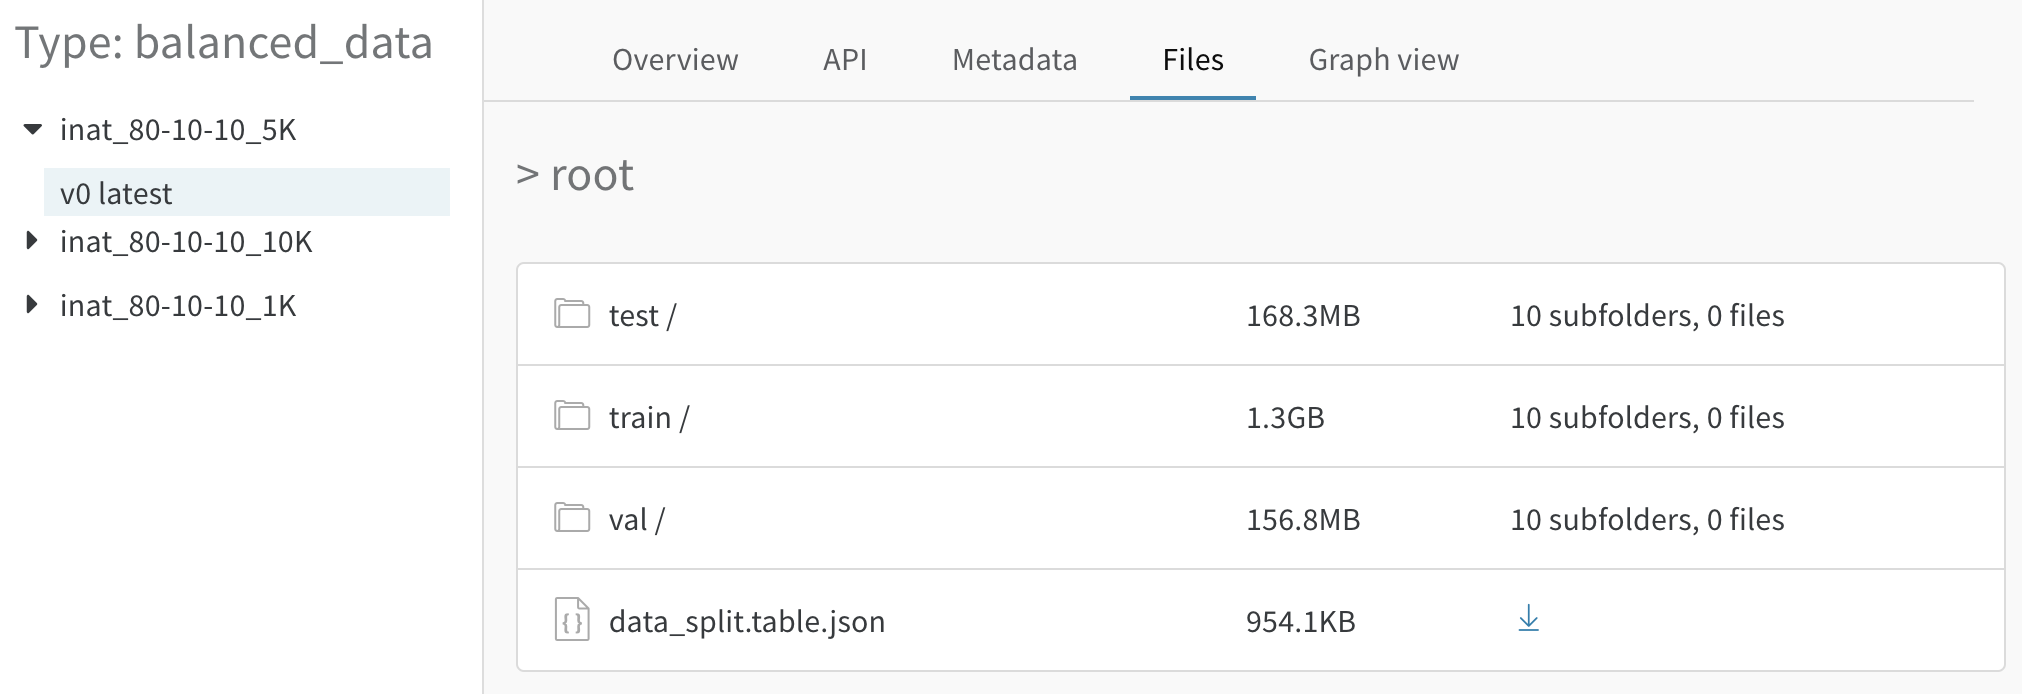 Type: balanced_data
inat_80-10-10_5K
v0 latest
inat_80-10-10_10K
inat_80-10-10_1K
Overview API Metadata Files Graph view
> root
test / 168.3MB 10 subfolders, 0 files
train / 1.3GB 10 subfolders, 0 files
val / 156.8MB 10 subfolders, 0 files
data_split.table.json 954.1KB